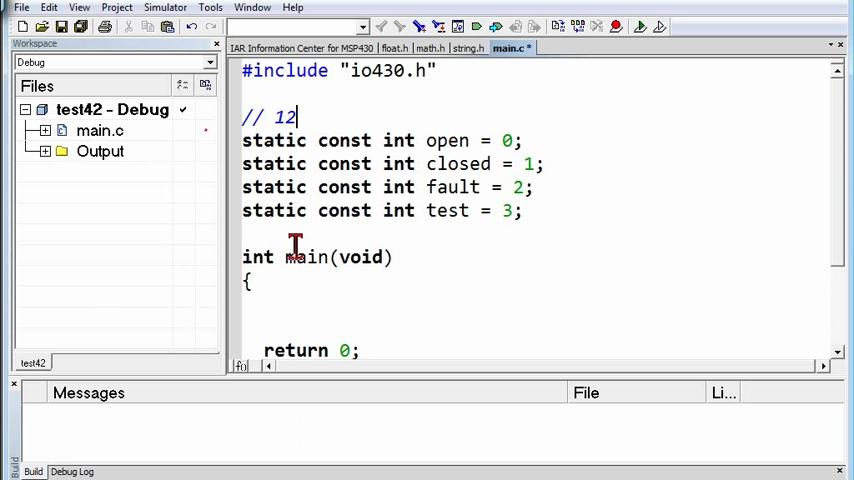 File Edit View Project Simulator Tools Window Help
Workspace
Debug
Files
test42 - Debug
main.c
Output
test42
IAR Information Center for MSP430 float.h math.h string.h main.c *
#include "io430.h"
// 12
static const int open = 0;
static const int closed = 1;
static const int fault = 2;
static const int test = 3;
int main(void)
{
return 0;
f()
Messages File Li...
Build
Build Debug Log